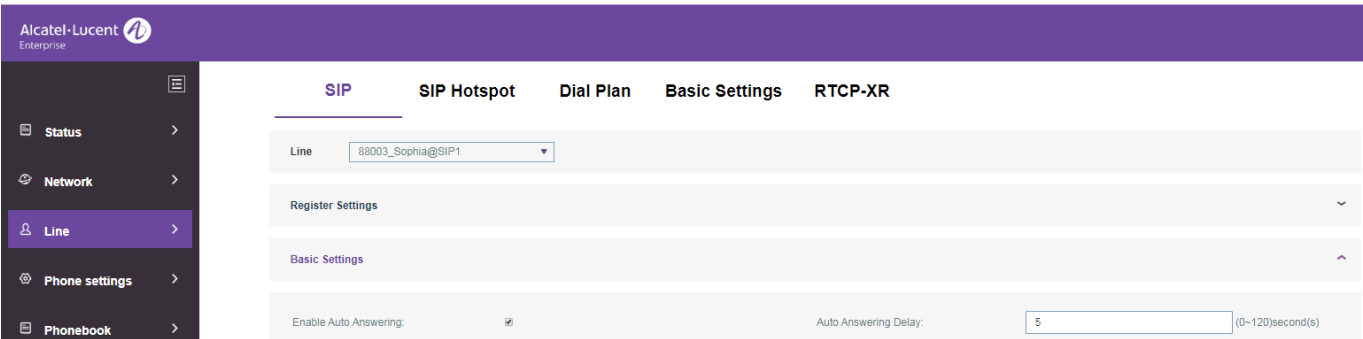 Alcatel·Lucent
Enterprise
SIP SIP Hotspot Dial Plan Basic Settings RTCP-XR
Status
Line 88003_Sophia@SIP1
Network
Register Settings
Line
Basic Settings
Phone settings
Enable Auto Answering: Auto Answering Delay: 5 (0~120)second(s)
Phonebook